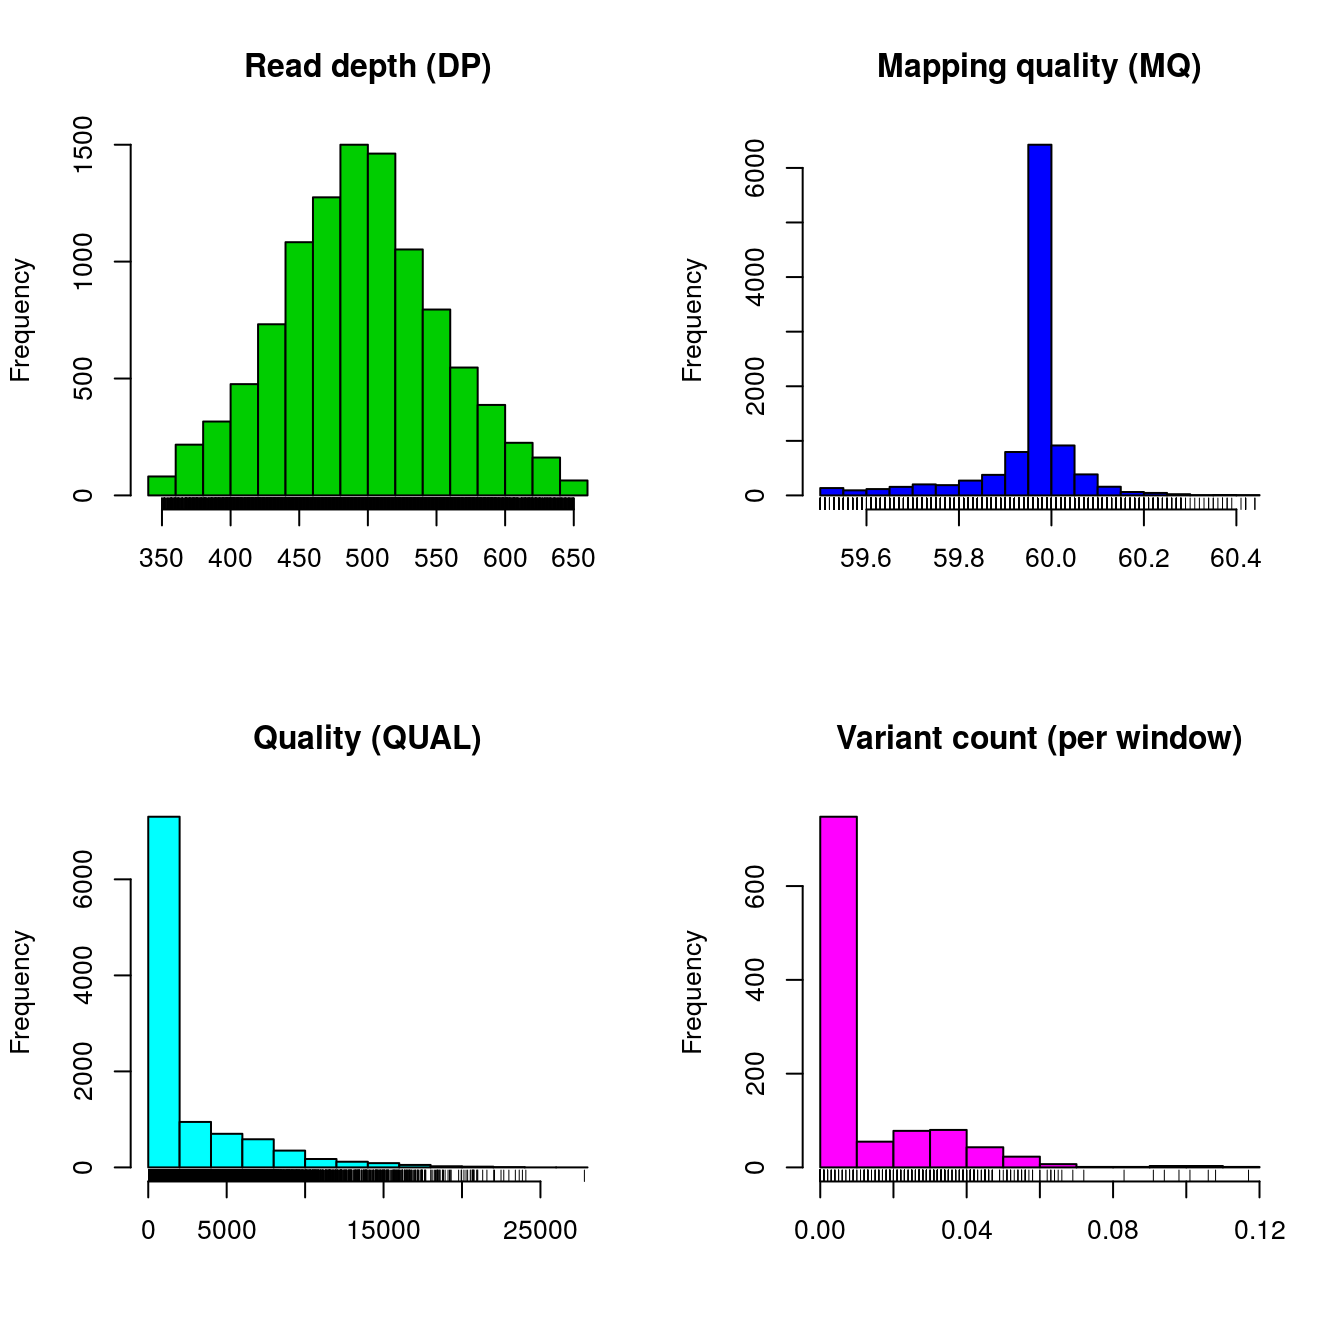 Read depth (DP)
Frequency
0 500 1000 1500
350 400 450 500 550 600 650
Mapping quality (MQ)
Frequency
0 2000 4000 6000
59.6 59.8 60.0 60.2 60.4
Quality (QUAL)
Frequency
0 2000 4000 6000
0 5000 15000 25000
Variant count (per window)
Frequency
0 200 400 600
0.00 0.04 0.08 0.12